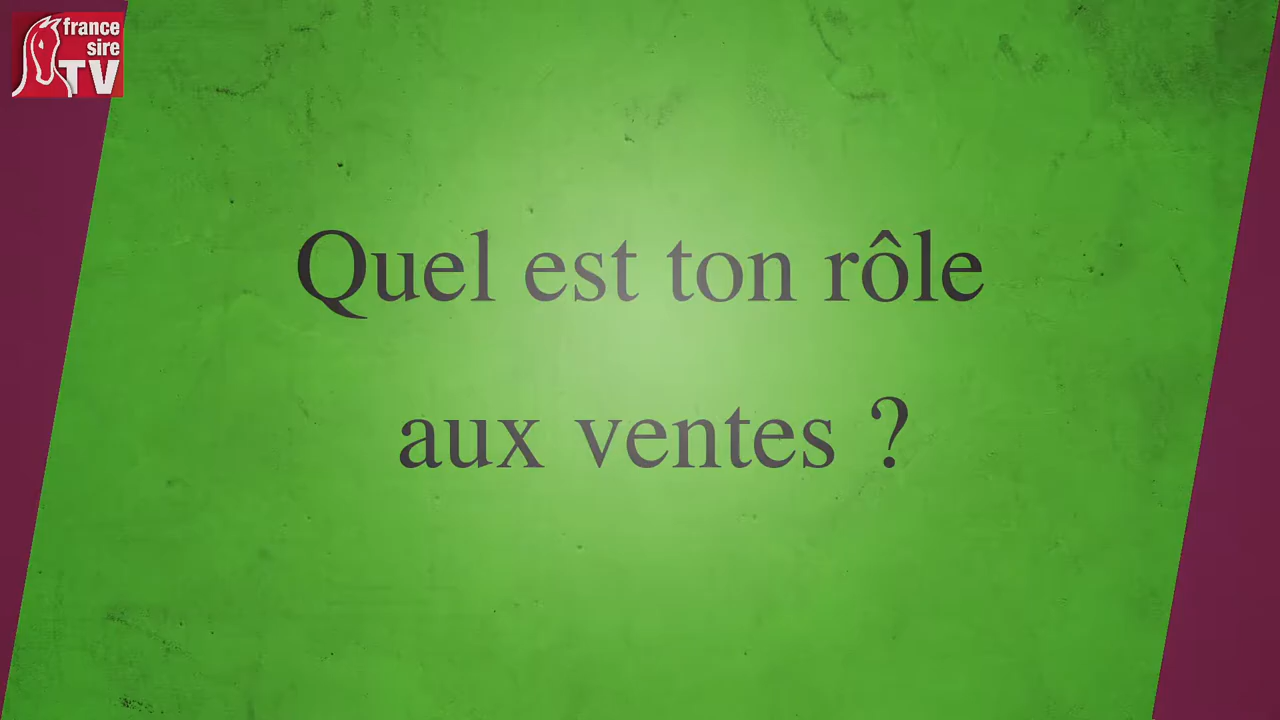 france
sire
TV
Quel est ton rôle
aux ventes ?